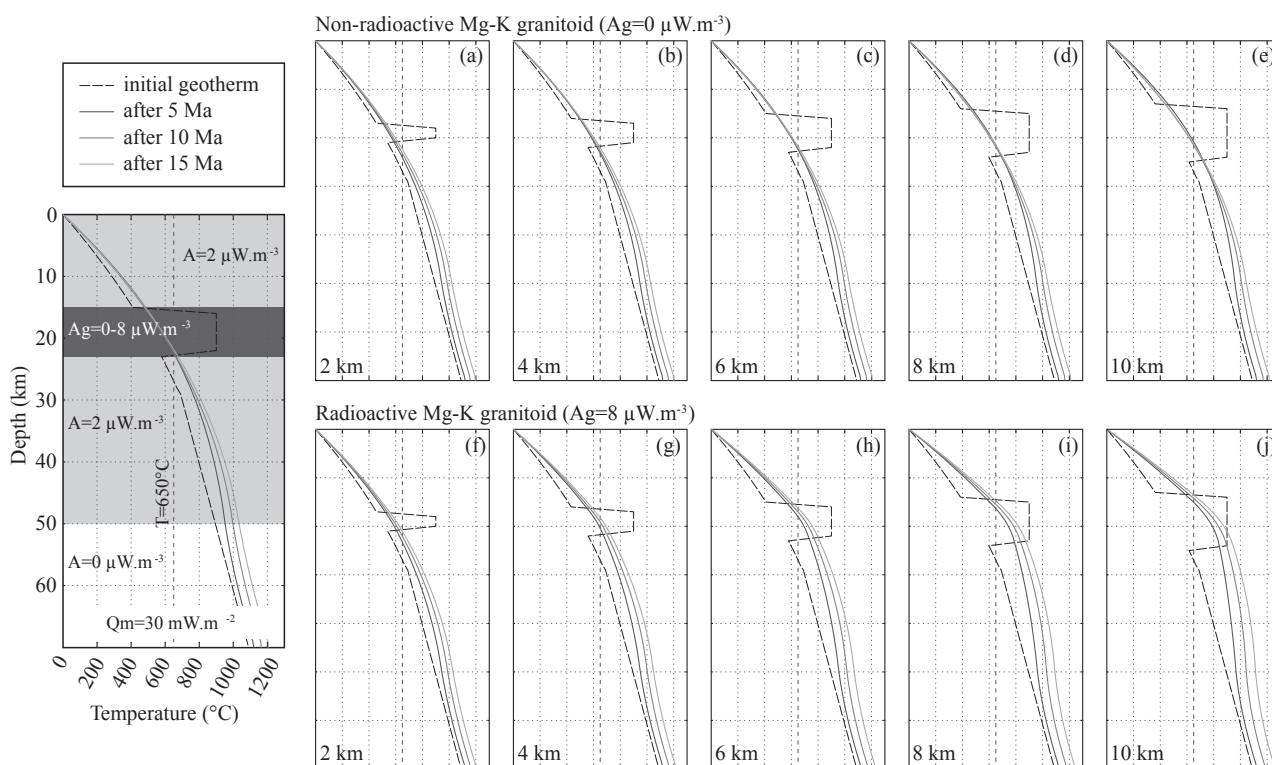 Non-radioactive Mg-K granitoid (Ag=0 µW.m-3)
(a)
(b)
(c)
(d)
(e)
initial geotherm
after 5 Ma
after 10 Ma
after 15 Ma
2 km
4 km
6 km
8 km
10 km
0
10
20
30
40
50
60
Depth (km)
A=2 µW.m-3
Ag=0-8 µW.m-3
A=2 µW.m-3
T=650°C
A=0 µW.m-3
Qm=30 mW.m-2
0
200
400
600
800
1000
1200
Temperature (°C)
Radioactive Mg-K granitoid (Ag=8 µW.m-3)
(f)
(g)
(h)
(i)
(j)
2 km
4 km
6 km
8 km
10 km